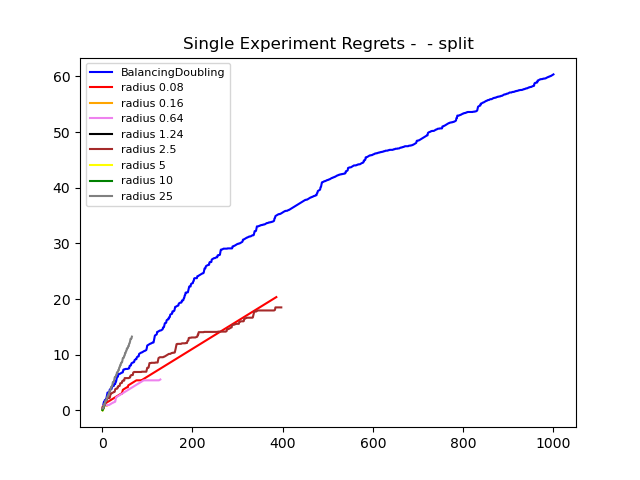 Single Experiment Regrets -  - split
BalancingDoubling
radius 0.08
radius 0.16
radius 0.64
radius 1.24
radius 2.5
radius 5
radius 10
radius 25
60
50
40
30
20
10
0
0 200 400 600 800 1000